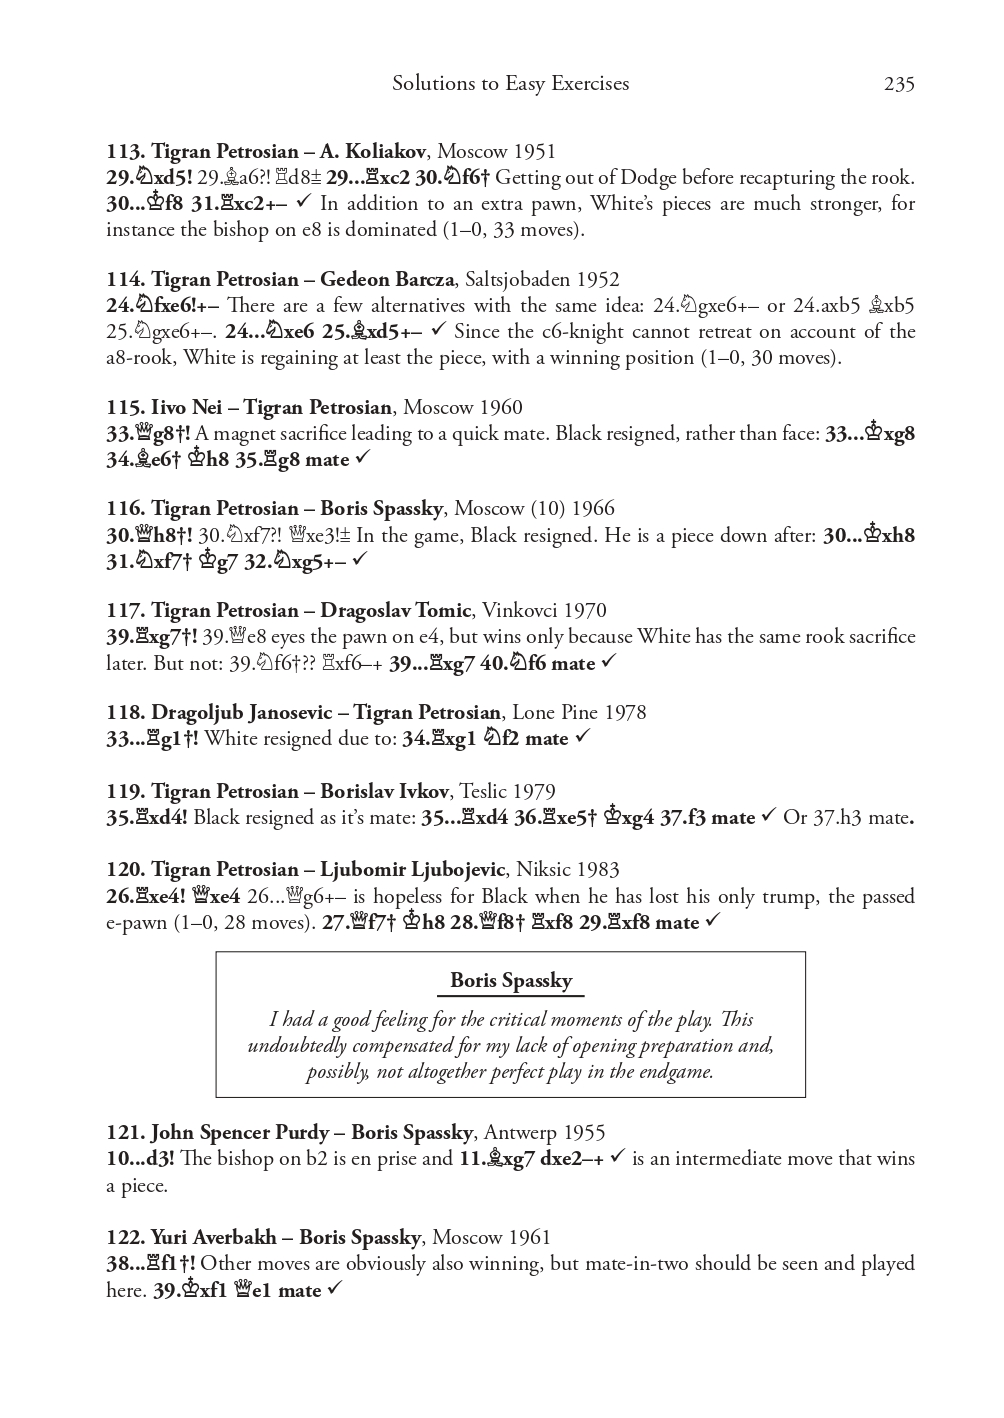 Solutions to Easy Exercises 235
113. Tigran Petrosian – A. Koliakov, Moscow 1951
29.♘xd5! 29.♗a6?! ♖d8± 29...♖xc2 30.♘f6† Getting out of Dodge before recapturing the rook.
30...♔f8 31.♖xc2+– ✓ In addition to an extra pawn, White’s pieces are much stronger, for
instance the bishop on e8 is dominated (1–0, 33 moves).
114. Tigran Petrosian – Gedeon Barcza, Saltsjobaden 1952
24.♘fxe6!+– There are a few alternatives with the same idea: 24.♘gxe6+– or 24.axb5 ♗xb5
25.♘gxe6+–. 24...♘xe6 25.♗xd5+– ✓ Since the c6-knight cannot retreat on account of the
a8-rook, White is regaining at least the piece, with a winning position (1–0, 30 moves).
115. Iivo Nei – Tigran Petrosian, Moscow 1960
33.♕g8†! A magnet sacrifice leading to a quick mate. Black resigned, rather than face: 33...♔xg8
34.♗e6† ♔h8 35.♖g8 mate ✓
116. Tigran Petrosian – Boris Spassky, Moscow (10) 1966
30.♕h8†! 30.♘xf7?! ♕xe3!± In the game, Black resigned. He is a piece down after: 30...♔xh8
31.♘xf7† ♔g7 32.♘xg5+– ✓
117. Tigran Petrosian – Dragoslav Tomic, Vinkovci 1970
39.♖xg7†! 39.♕e8 eyes the pawn on e4, but wins only because White has the same rook sacrifice
later. But not: 39.♘f6†?? ♖xf6–+ 39...♖xg7 40.♘f6 mate ✓
118. Dragoljub Janosevic – Tigran Petrosian, Lone Pine 1978
33...♖g1†! White resigned due to: 34.♖xg1 ♘f2 mate ✓
119. Tigran Petrosian – Borislav Ivkov, Teslic 1979
35.♖xd4! Black resigned as it’s mate: 35...♖xd4 36.♖xe5† ♔xg4 37.f3 mate ✓ Or 37.h3 mate.
120. Tigran Petrosian – Ljubomir Ljubojevic, Niksic 1983
26.♖xe4! ♕xe4 26...♕g6+– is hopeless for Black when he has lost his only trump, the passed
e-pawn (1–0, 28 moves). 27.♕f7† ♔h8 28.♕f8† ♖xf8 29.♖xf8 mate ✓
Boris Spassky
I had a good feeling for the critical moments of the play. This
undoubtedly compensated for my lack of opening preparation and,
possibly, not altogether perfect play in the endgame.
121. John Spencer Purdy – Boris Spassky, Antwerp 1955
10...d3! The bishop on b2 is en prise and 11.♗xg7 dxe2–+ ✓ is an intermediate move that wins
a piece.
122. Yuri Averbakh – Boris Spassky, Moscow 1961
38...♖f1†! Other moves are obviously also winning, but mate-in-two should be seen and played
here. 39.♔xf1 ♕e1 mate ✓